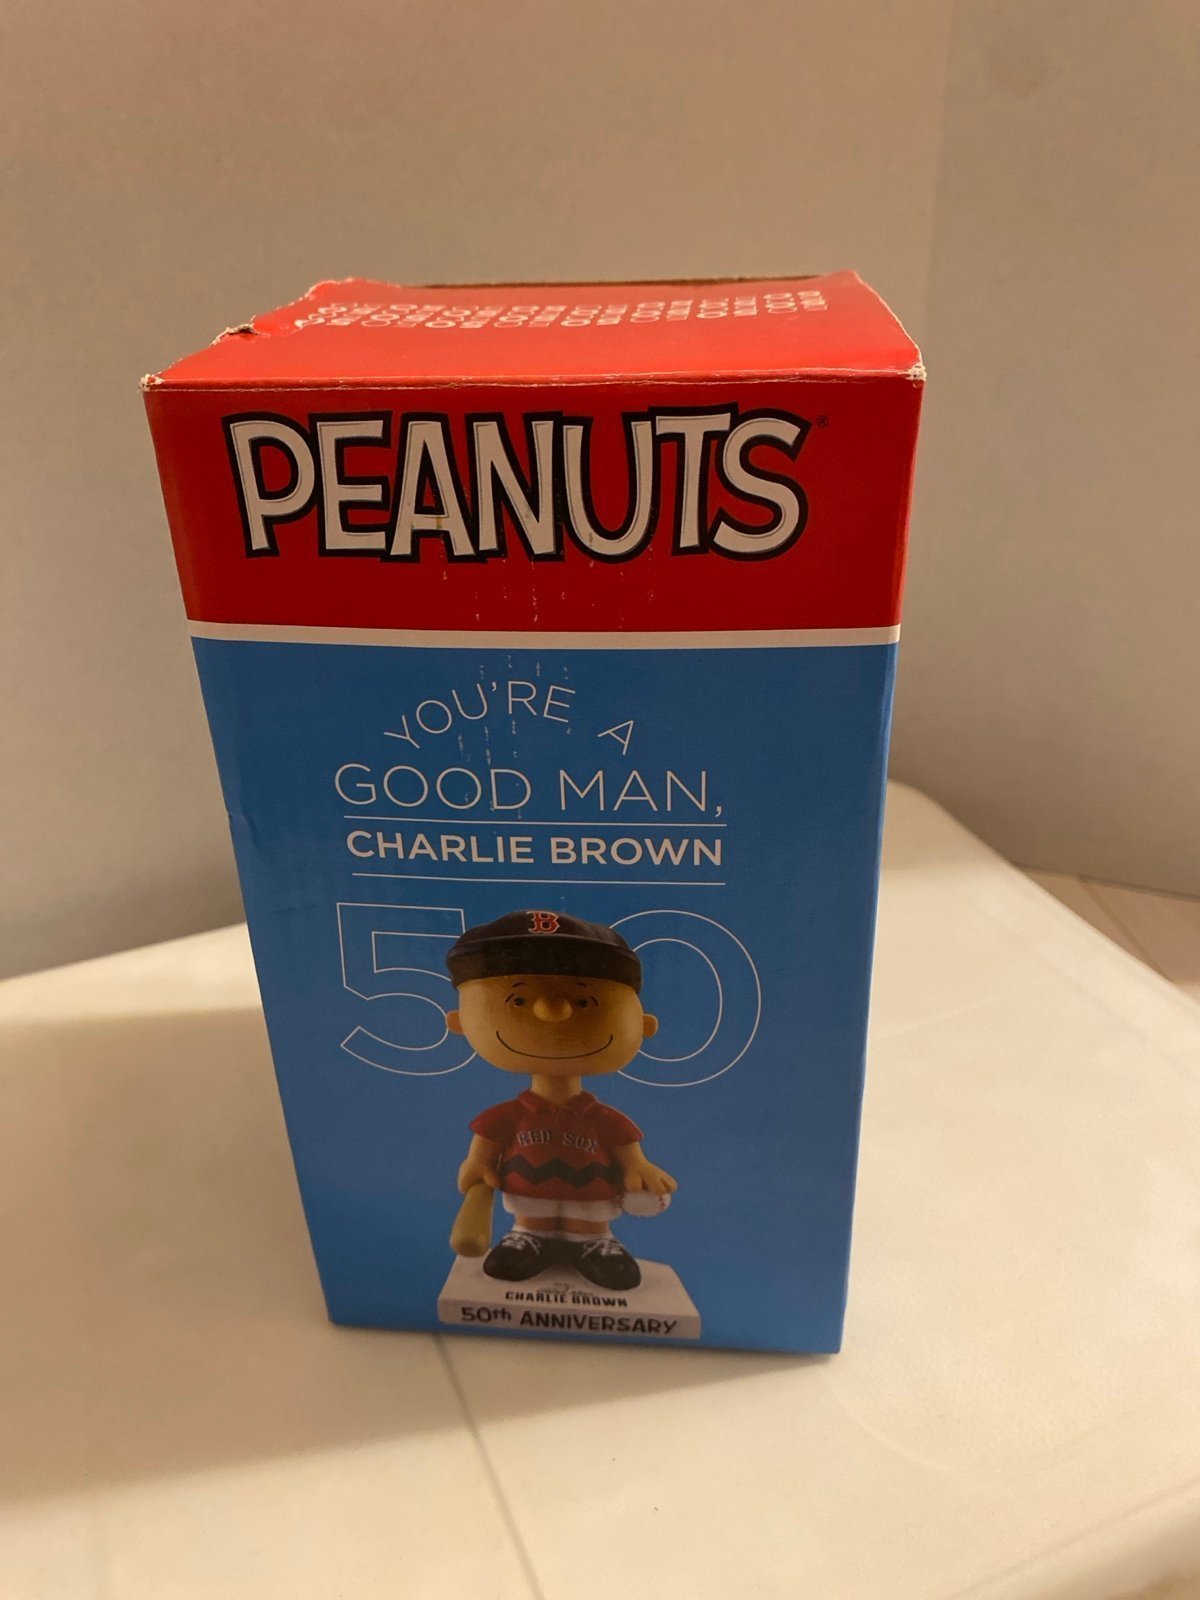 PEANUTS®
YOU'RE A
GOOD MAN,
CHARLIE BROWN
50
B
RED SOX
CHARLIE BROWN
50th ANNIVERSARY